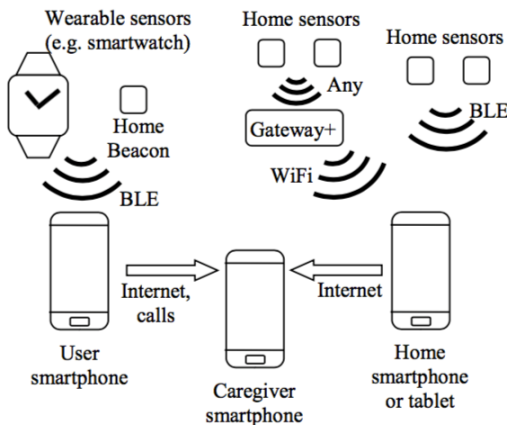 Wearable sensors
(e.g. smartwatch)
Home
Beacon
BLE
Home sensors
Any
Gateway+
WiFi
Home sensors
BLE
Internet,
calls
Internet
User
smartphone
Caregiver
smartphone
Home
smartphone
or tablet